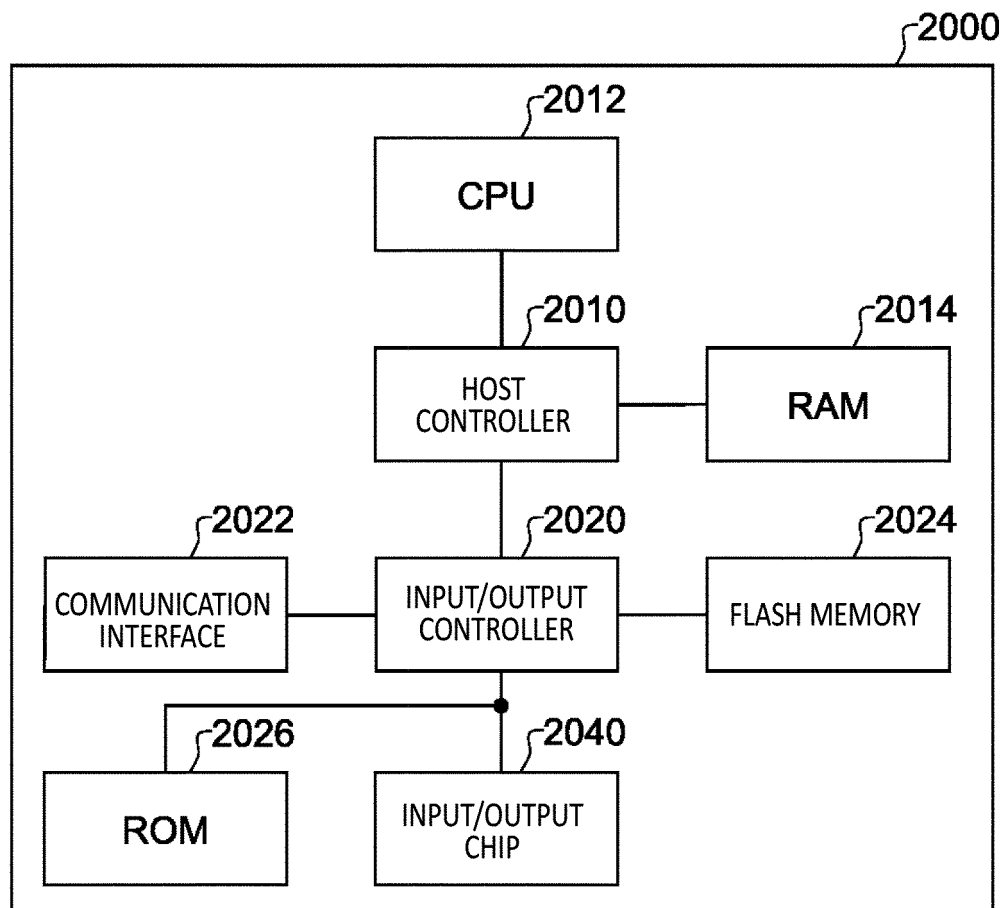 2000
2012
CPU
2010
2014
HOST
CONTROLLER
RAM
2022
2020
2024
COMMUNICATION
INTERFACE
INPUT/OUTPUT
CONTROLLER
FLASH MEMORY
2026
2040
ROM
INPUT/OUTPUT
CHIP